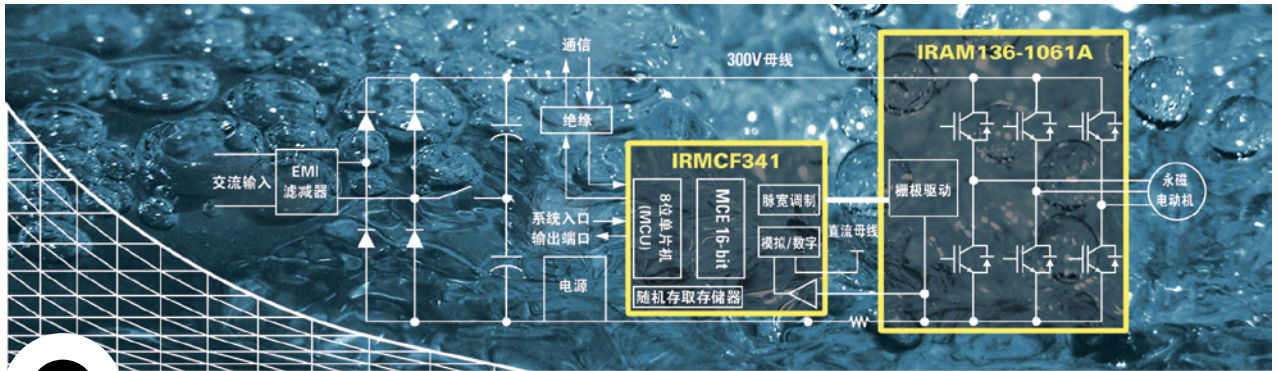 通信
300V母线
IRAM136-1061A
绝缘
IRMCF341
EMI
滤减器
交流输入
8位单片机
(MCU)
MCE 16-bit
脉宽调制
栅极驱动
永磁
电动机
系统入口
输出端口
模拟/数字
直流母线
电源
随机存取存储器